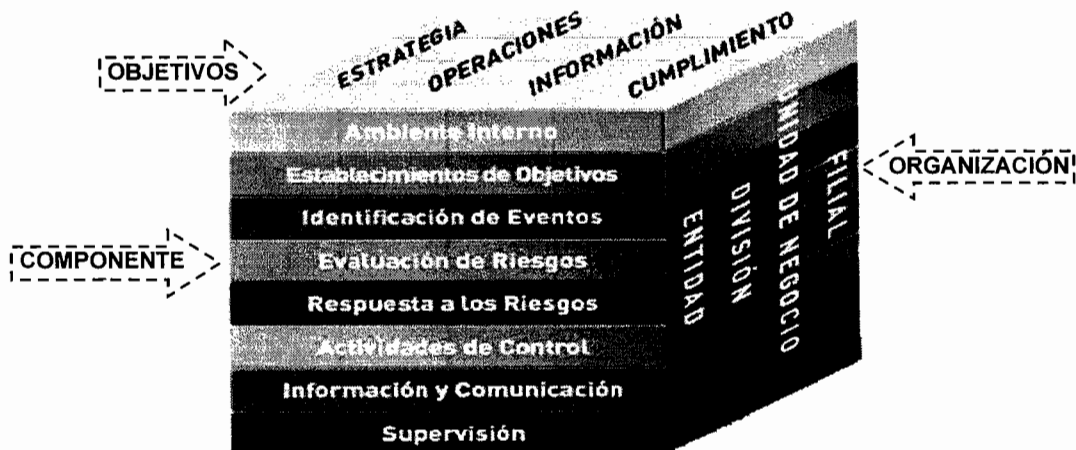 OBJETIVOS
ESTRATEGIA
OPERACIONES
INFORMACIÓN
CUMPLIMIENTO
Ambiente Interno
Establecimientos de Objetivos
Identificación de Eventos
Evaluación de Riesgos
Respuesta a los Riesgos
Actividades de Control
Información y Comunicación
Supervisión
COMPONENTE
ENTIDAD
DIVISIÓN
UNIDAD DE NEGOCIO
FILIAL
ORGANIZACIÓN